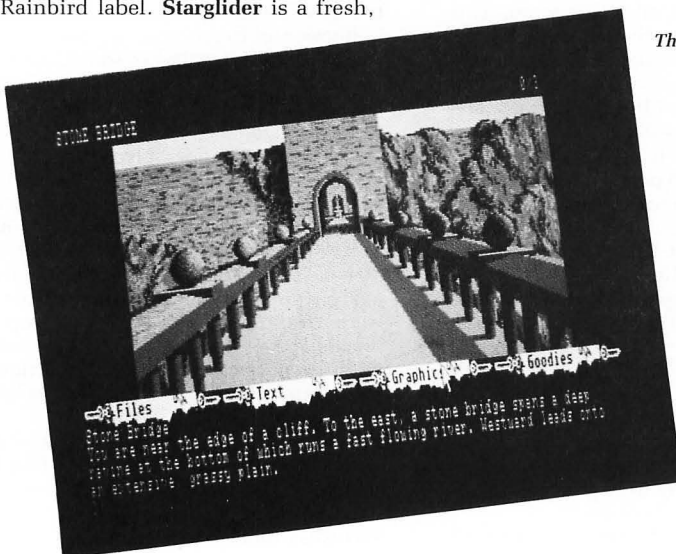 Rainbird label. Starglider is a fresh,
Th
STONE BRIDGE
0/3
Files Text Graphics Goodies
Stone Bridge
You are near the edge of a cliff. To the east, a stone bridge spans a deep
ravine at the bottom of which runs a fast flowing river. Westward leads onto
an extensive grassy plain.